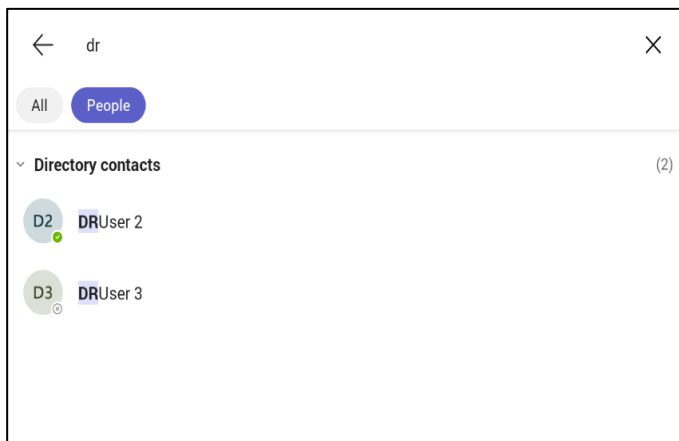 dr
All People
Directory contacts (2)
D2 DRUser 2
D3 DRUser 3